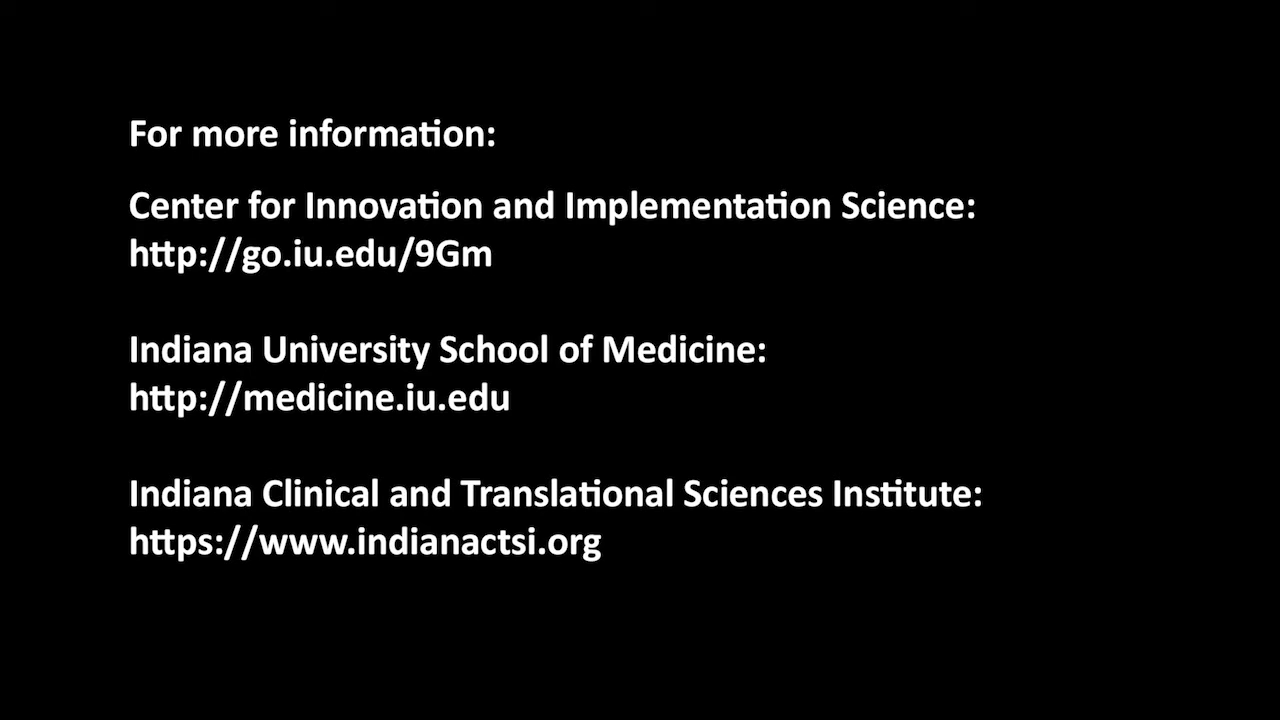 For more information:
Center for Innovation and Implementation Science:
http://go.iu.edu/9Gm
Indiana University School of Medicine:
http://medicine.iu.edu
Indiana Clinical and Translational Sciences Institute:
https://www.indianactsi.org